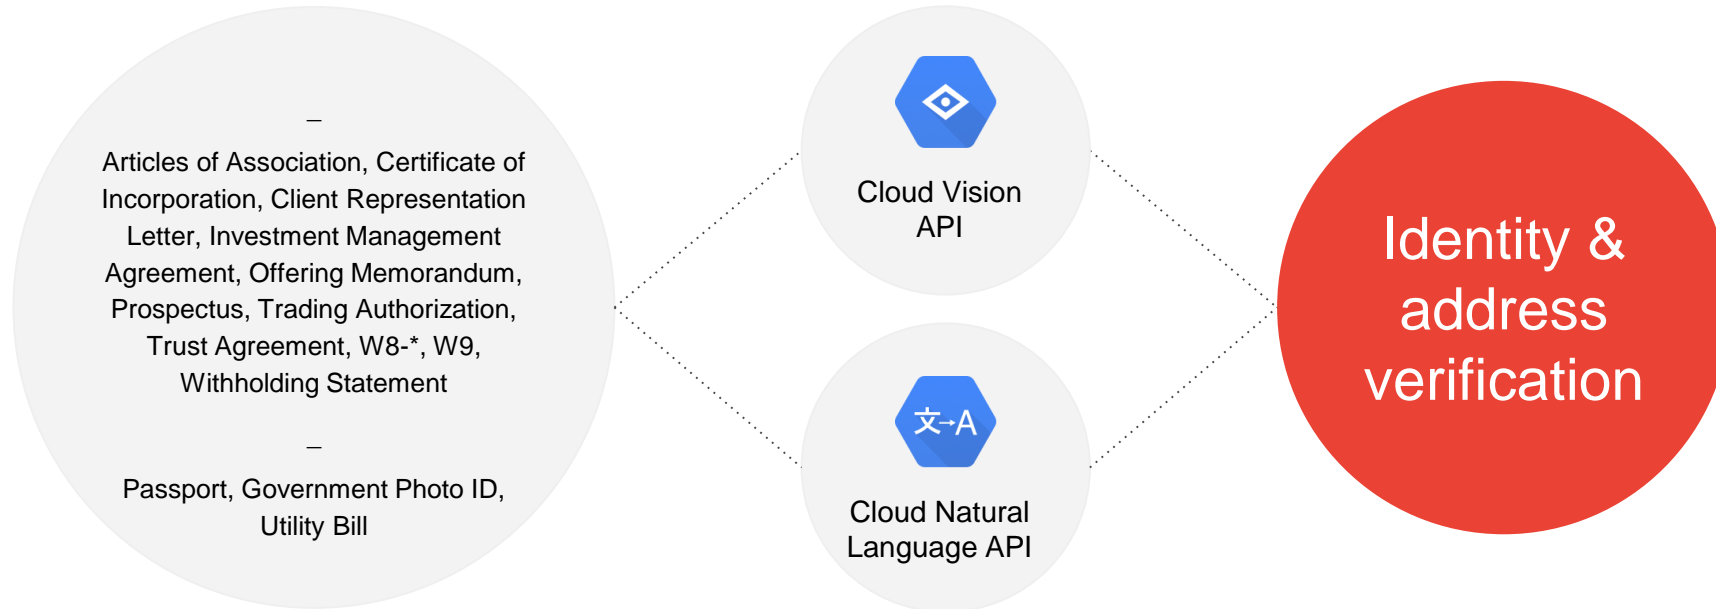 —
Articles of Association, Certificate of
Incorporation, Client Representation
Letter, Investment Management
Agreement, Offering Memorandum,
Prospectus, Trading Authorization,
Trust Agreement, W8-*, W9,
Withholding Statement
—
Passport, Government Photo ID,
Utility Bill
Cloud Vision
API
文→A
Cloud Natural
Language API
Identity &
address
verification